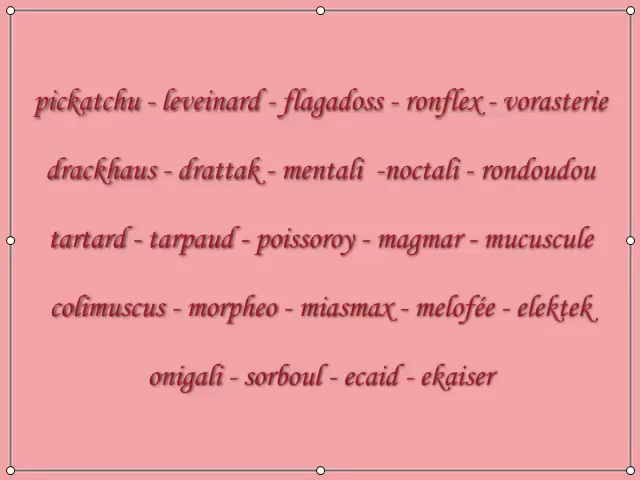 pickatchu - leveinard - flagadoss - ronflex - vorasterie
drackhaus - drattak - mentali -noctali - rondoudou
tartard - tarpaud - poissoroy - magmar - mucuscule
colimuscus - morpheo - miasmax - melofée - elektek
onigali - sorboul - ecaid - ekaiser